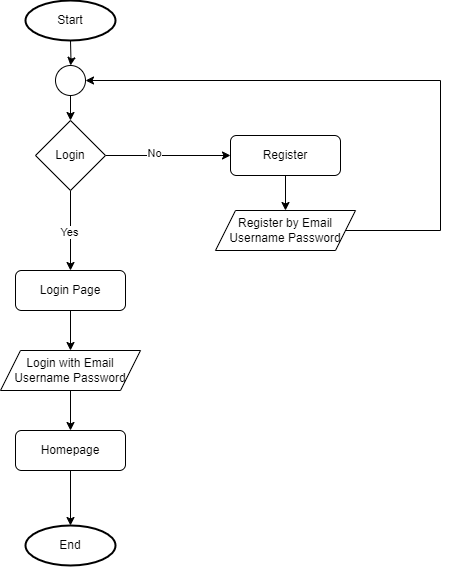 Start
Login
No
Register
Register by Email
Username Password
Yes
Login Page
Login with Email
Username Password
Homepage
End